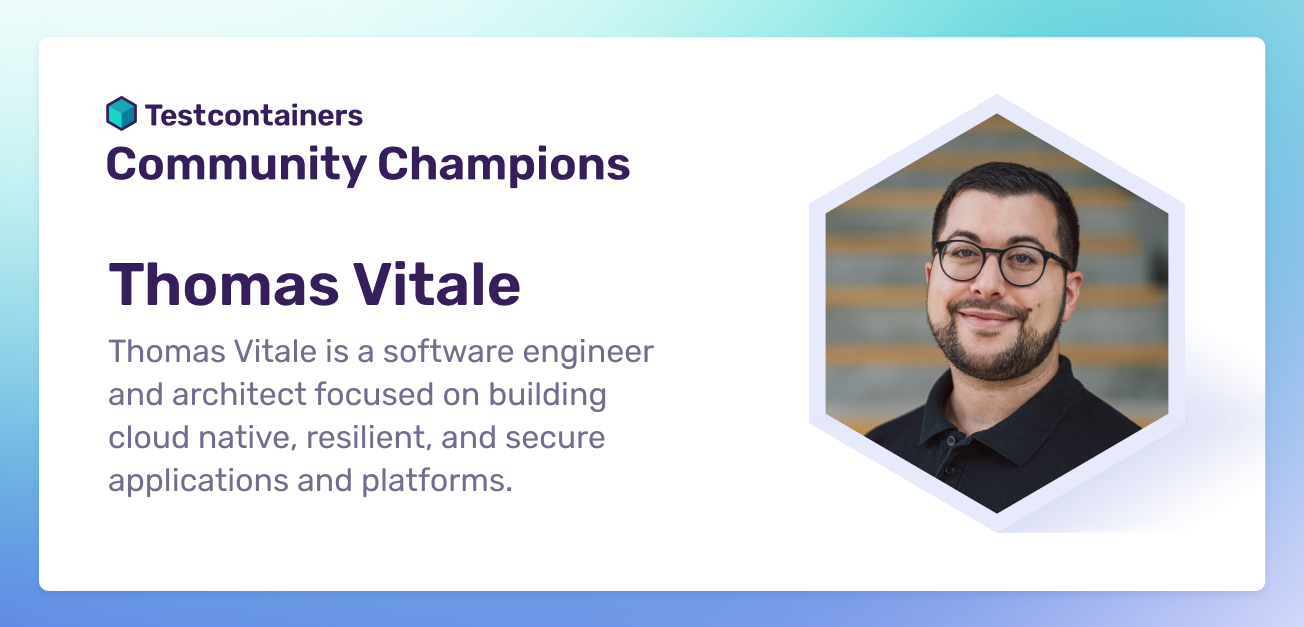 Testcontainers
Community Champions
Thomas Vitale
Thomas Vitale is a software engineer
and architect focused on building
cloud native, resilient, and secure
applications and platforms.